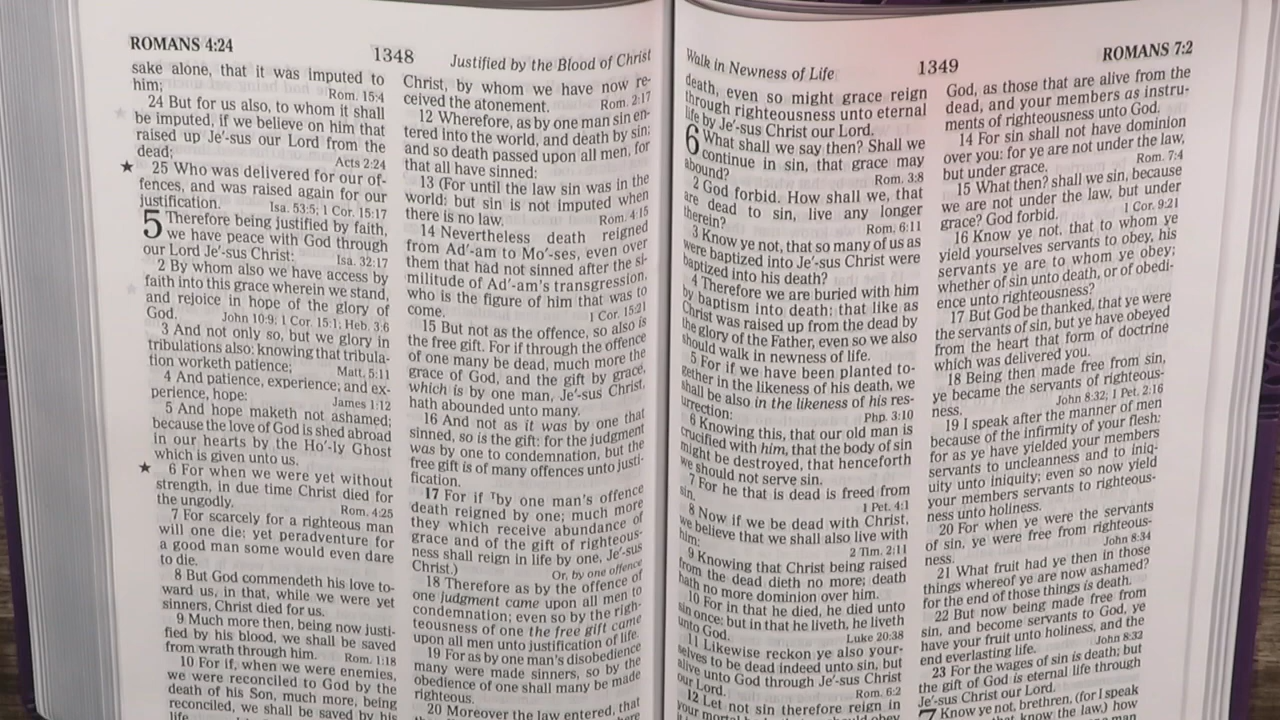 ROMANS 4:24
1348
Justified by the Blood of Christ
sake alone, that it was imputed to
him; Rom. 15:4
24 But for us also, to whom it shall
be imputed, if we believe on him that
raised up Je′-sus our Lord from the
dead; Acts 2:24
★ 25 Who was delivered for our of-
fences, and was raised again for our
justification. Isa. 53:5; 1 Cor. 15:17
5 Therefore being justified by faith,
we have peace with God through
our Lord Je′-sus Christ: Isa. 32:17
2 By whom also we have access by
faith into this grace wherein we stand,
and rejoice in hope of the glory of
God. John 10:9; 1 Cor. 15:1; Heb. 3:6
3 And not only so, but we glory in
tribulations also: knowing that tribula-
tion worketh patience; Matt. 5:11
4 And patience, experience; and ex-
perience, hope: James 1:12
5 And hope maketh not ashamed;
because the love of God is shed abroad
in our hearts by the Ho′-ly Ghost
which is given unto us.
★ 6 For when we were yet without
strength, in due time Christ died for
the ungodly. Rom. 4:25
7 For scarcely for a righteous man
will one die: yet peradventure for
a good man some would even dare
to die.
8 But God commendeth his love to-
ward us, in that, while we were yet
sinners, Christ died for us.
9 Much more then, being now justi-
fied by his blood, we shall be saved
from wrath through him. Rom. 1:18
10 For if, when we were enemies,
we were reconciled to God by the
death of his Son, much more, being
reconciled, we shall be saved by his
life.
Christ, by whom we have now re-
ceived the atonement. Rom. 2:17
12 Wherefore, as by one man sin en-
tered into the world, and death by sin;
and so death passed upon all men, for
that all have sinned:
13 (For until the law sin was in the
world: but sin is not imputed when
there is no law. Rom. 4:15
14 Nevertheless death reigned
from Ad′-am to Mo′-ses, even over
them that had not sinned after the si-
militude of Ad′-am's transgression,
who is the figure of him that was to
come. 1 Cor. 15:21
15 But not as the offence, so also is
the free gift. For if through the offence
of one many be dead, much more the
grace of God, and the gift by grace,
which is by one man, Je′-sus Christ,
hath abounded unto many.
16 And not as it was by one that
sinned, so is the gift: for the judgment
was by one to condemnation, but the
free gift is of many offences unto justi-
fication.
17 For if by one man's offence
death reigned by one; much more
they which receive abundance of
grace and of the gift of righteous-
ness shall reign in life by one, Je′-sus
Christ.) Or, by one offence
18 Therefore as by the offence of
one judgment came upon all men to
condemnation; even so by the righ-
teousness of one the free gift came
upon all men unto justification of life.
19 For as by one man's disobedience
many were made sinners, so by the
obedience of one shall many be made
righteous.
20 Moreover the law entered, that
Walk in Newness of Life
1349
ROMANS 7:2
death, even so might grace reign
through righteousness unto eternal
life by Je′-sus Christ our Lord.
6 What shall we say then? Shall we
continue in sin, that grace may
abound? Rom. 3:8
2 God forbid. How shall we, that
are dead to sin, live any longer
therein? Rom. 6:11
3 Know ye not, that so many of us as
were baptized into Je′-sus Christ were
baptized into his death?
4 Therefore we are buried with him
by baptism into death: that like as
Christ was raised up from the dead by
the glory of the Father, even so we also
should walk in newness of life.
5 For if we have been planted to-
gether in the likeness of his death, we
shall be also in the likeness of his res-
urrection: Php. 3:10
6 Knowing this, that our old man is
crucified with him, that the body of sin
might be destroyed, that henceforth
we should not serve sin.
7 For he that is dead is freed from
sin. 1 Pet. 4:1
8 Now if we be dead with Christ,
we believe that we shall also live with
him: 2 Tim. 2:11
9 Knowing that Christ being raised
from the dead dieth no more; death
hath no more dominion over him.
10 For in that he died, he died unto
sin once: but in that he liveth, he liveth
unto God. Luke 20:38
11 Likewise reckon ye also your-
selves to be dead indeed unto sin, but
alive unto God through Je′-sus Christ
our Lord. Rom. 6:2
12 Let not sin therefore reign in
your mortal body, that ye should obey
God, as those that are alive from the
dead, and your members as instru-
ments of righteousness unto God.
14 For sin shall not have dominion
over you: for ye are not under the law,
but under grace. Rom. 7:4
15 What then? shall we sin, because
we are not under the law, but under
grace? God forbid. 1 Cor. 9:21
16 Know ye not, that to whom ye
yield yourselves servants to obey, his
servants ye are to whom ye obey;
whether of sin unto death, or of obedi-
ence unto righteousness?
17 But God be thanked, that ye were
the servants of sin, but ye have obeyed
from the heart that form of doctrine
which was delivered you.
18 Being then made free from sin,
ye became the servants of righteous-
ness. John 8:32; 1 Pet. 2:16
19 I speak after the manner of men
because of the infirmity of your flesh:
for as ye have yielded your members
servants to uncleanness and to iniq-
uity unto iniquity; even so now yield
your members servants to righteous-
ness unto holiness.
20 For when ye were the servants
of sin, ye were free from righteous-
ness. John 8:34
21 What fruit had ye then in those
things whereof ye are now ashamed?
for the end of those things is death.
22 But now being made free from
sin, and become servants to God, ye
have your fruit unto holiness, and the
end everlasting life. John 8:32
23 For the wages of sin is death; but
the gift of God is eternal life through
Je′-sus Christ our Lord.
7 Know ye not, brethren, (for I speak
that know the law,) how